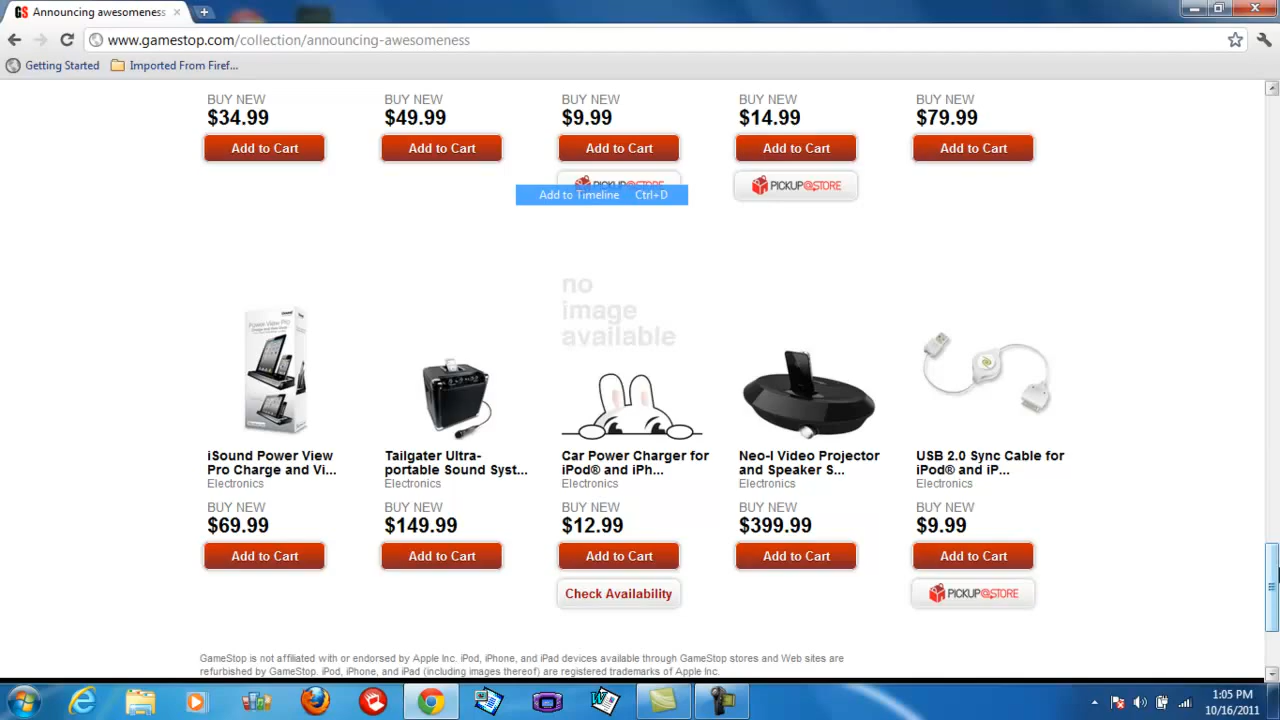 GS Announcing awesomeness
www.gamestop.com/collection/announcing-awesomeness
Getting Started Imported From Firef...
BUY NEW BUY NEW BUY NEW BUY NEW BUY NEW
$34.99 $49.99 $9.99 $14.99 $79.99
Add to Cart Add to Cart Add to Cart Add to Cart Add to Cart
PICKUP@STORE PICKUP@STORE
Add to Timeline Ctrl+D
no
image
available
Power View Pro
iSound Power View Tailgater Ultra- Car Power Charger for Neo-I Video Projector USB 2.0 Sync Cable for
Pro Charge and Vi... portable Sound Syst... iPod® and iPh... and Speaker S... iPod® and iP...
Electronics Electronics Electronics Electronics Electronics
BUY NEW BUY NEW BUY NEW BUY NEW BUY NEW
$69.99 $149.99 $12.99 $399.99 $9.99
Add to Cart Add to Cart Add to Cart Add to Cart Add to Cart
Check Availability PICKUP@STORE
GameStop is not affiliated with or endorsed by Apple Inc. iPod, iPhone, and iPad devices available through GameStop stores and Web sites are
refurbished by GameStop. iPod, iPhone, and iPad (including images thereof) are registered trademarks of Apple Inc.
1:05 PM
10/16/2011